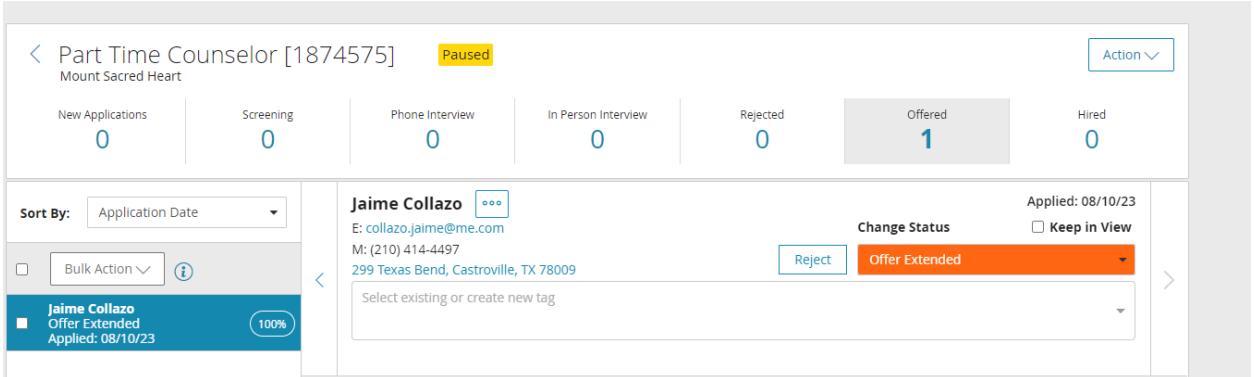 Part Time Counselor [1874575] Paused Action
Mount Sacred Heart
New Applications Screening Phone Interview In Person Interview Rejected Offered Hired
0 0 0 0 0 1 0
Sort By: Application Date
Bulk Action i
Jaime Collazo
Offer Extended
Applied: 08/10/23
100%
Jaime Collazo
E: collazo.jaime@me.com
M: (210) 414-4497
299 Texas Bend, Castroville, TX 78009
Applied: 08/10/23
Change Status Keep in View
Reject Offer Extended
Select existing or create new tag